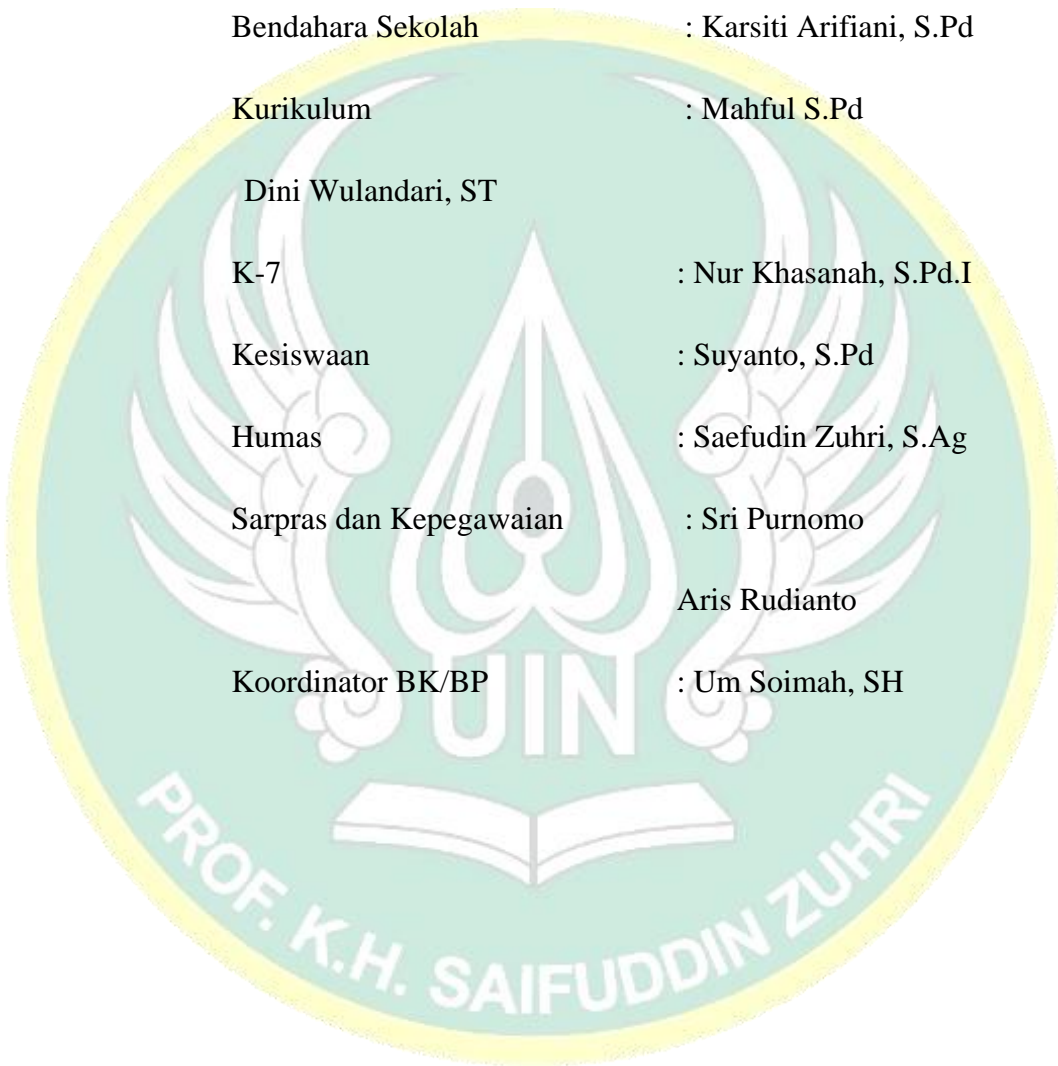 Bendahara Sekolah : Karsiti Arifiani, S.Pd
Kurikulum : Mahful S.Pd
Dini Wulandari, ST
K-7 : Nur Khasanah, S.Pd.I
Kesiswaan : Suyanto, S.Pd
Humas : Saefudin Zuhri, S.Ag
Sarpras dan Kepegawaian : Sri Purnomo
Aris Rudianto
Koordinator BK/BP : Um Soimah, SH
UIN
PROF. K.H. SAIFUDDIN ZUHRI